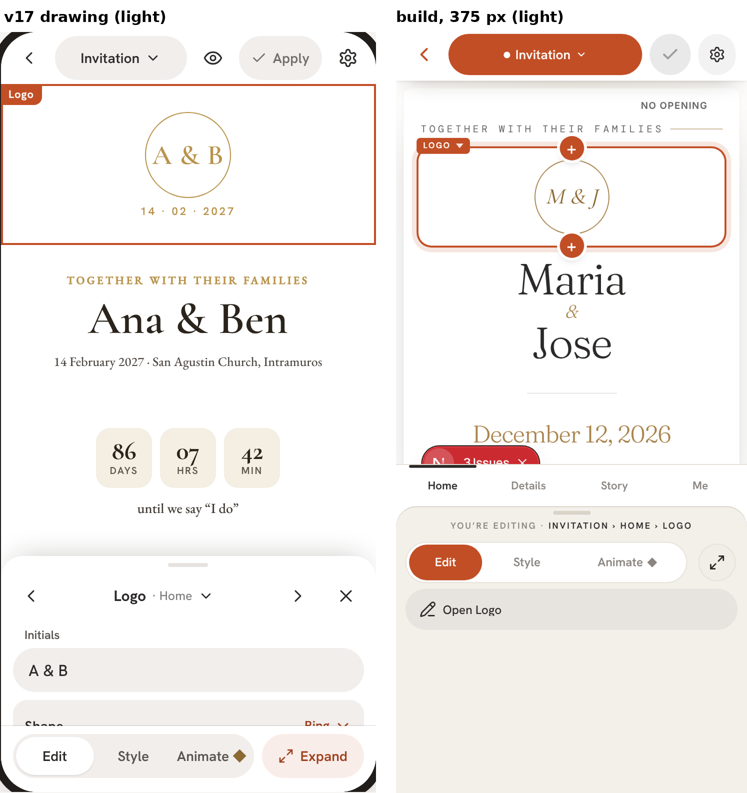 v17 drawing (light)
Invitation
Apply
Logo
A & B
14 · 02 · 2027
TOGETHER WITH THEIR FAMILIES
Ana & Ben
14 February 2027 · San Agustin Church, Intramuros
86 07 42
DAYS HRS MIN
until we say “I do”
Logo · Home
Initials
A & B
Shape Ring
Edit Style Animate Expand
build, 375 px (light)
Invitation
NO OPENING
TOGETHER WITH THEIR FAMILIES
LOGO
M & J
Maria
&
Jose
December 12, 2026
N 3 Issues
Home Details Story Me
YOU’RE EDITING · INVITATION › HOME › LOGO
Edit Style Animate
Open Logo